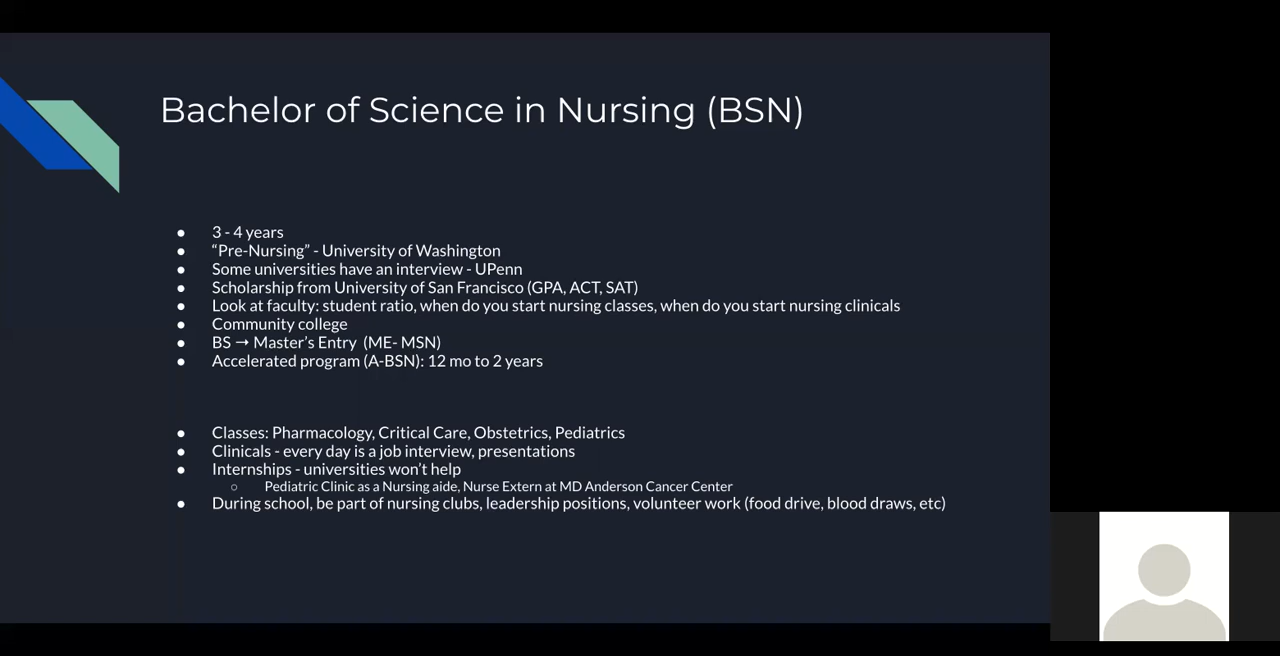 Bachelor of Science in Nursing (BSN)
● 3 - 4 years
● “Pre-Nursing” - University of Washington
● Some universities have an interview - UPenn
● Scholarship from University of San Francisco (GPA, ACT, SAT)
● Look at faculty: student ratio, when do you start nursing classes, when do you start nursing clinicals
● Community college
● BS → Master’s Entry (ME- MSN)
● Accelerated program (A-BSN): 12 mo to 2 years
● Classes: Pharmacology, Critical Care, Obstetrics, Pediatrics
● Clinicals - every day is a job interview, presentations
● Internships - universities won’t help
○ Pediatric Clinic as a Nursing aide, Nurse Extern at MD Anderson Cancer Center
● During school, be part of nursing clubs, leadership positions, volunteer work (food drive, blood draws, etc)